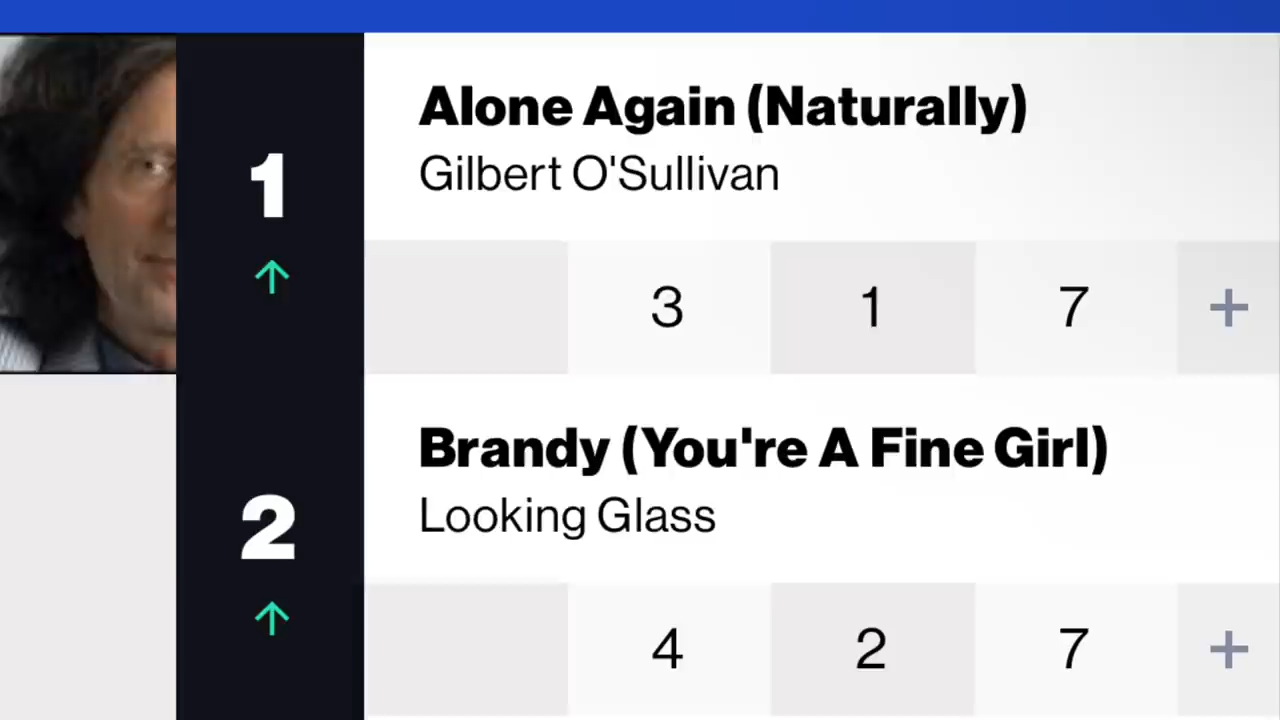 1
Alone Again (Naturally)
Gilbert O'Sullivan
3 1 7 +
2
Brandy (You're A Fine Girl)
Looking Glass
4 2 7 +